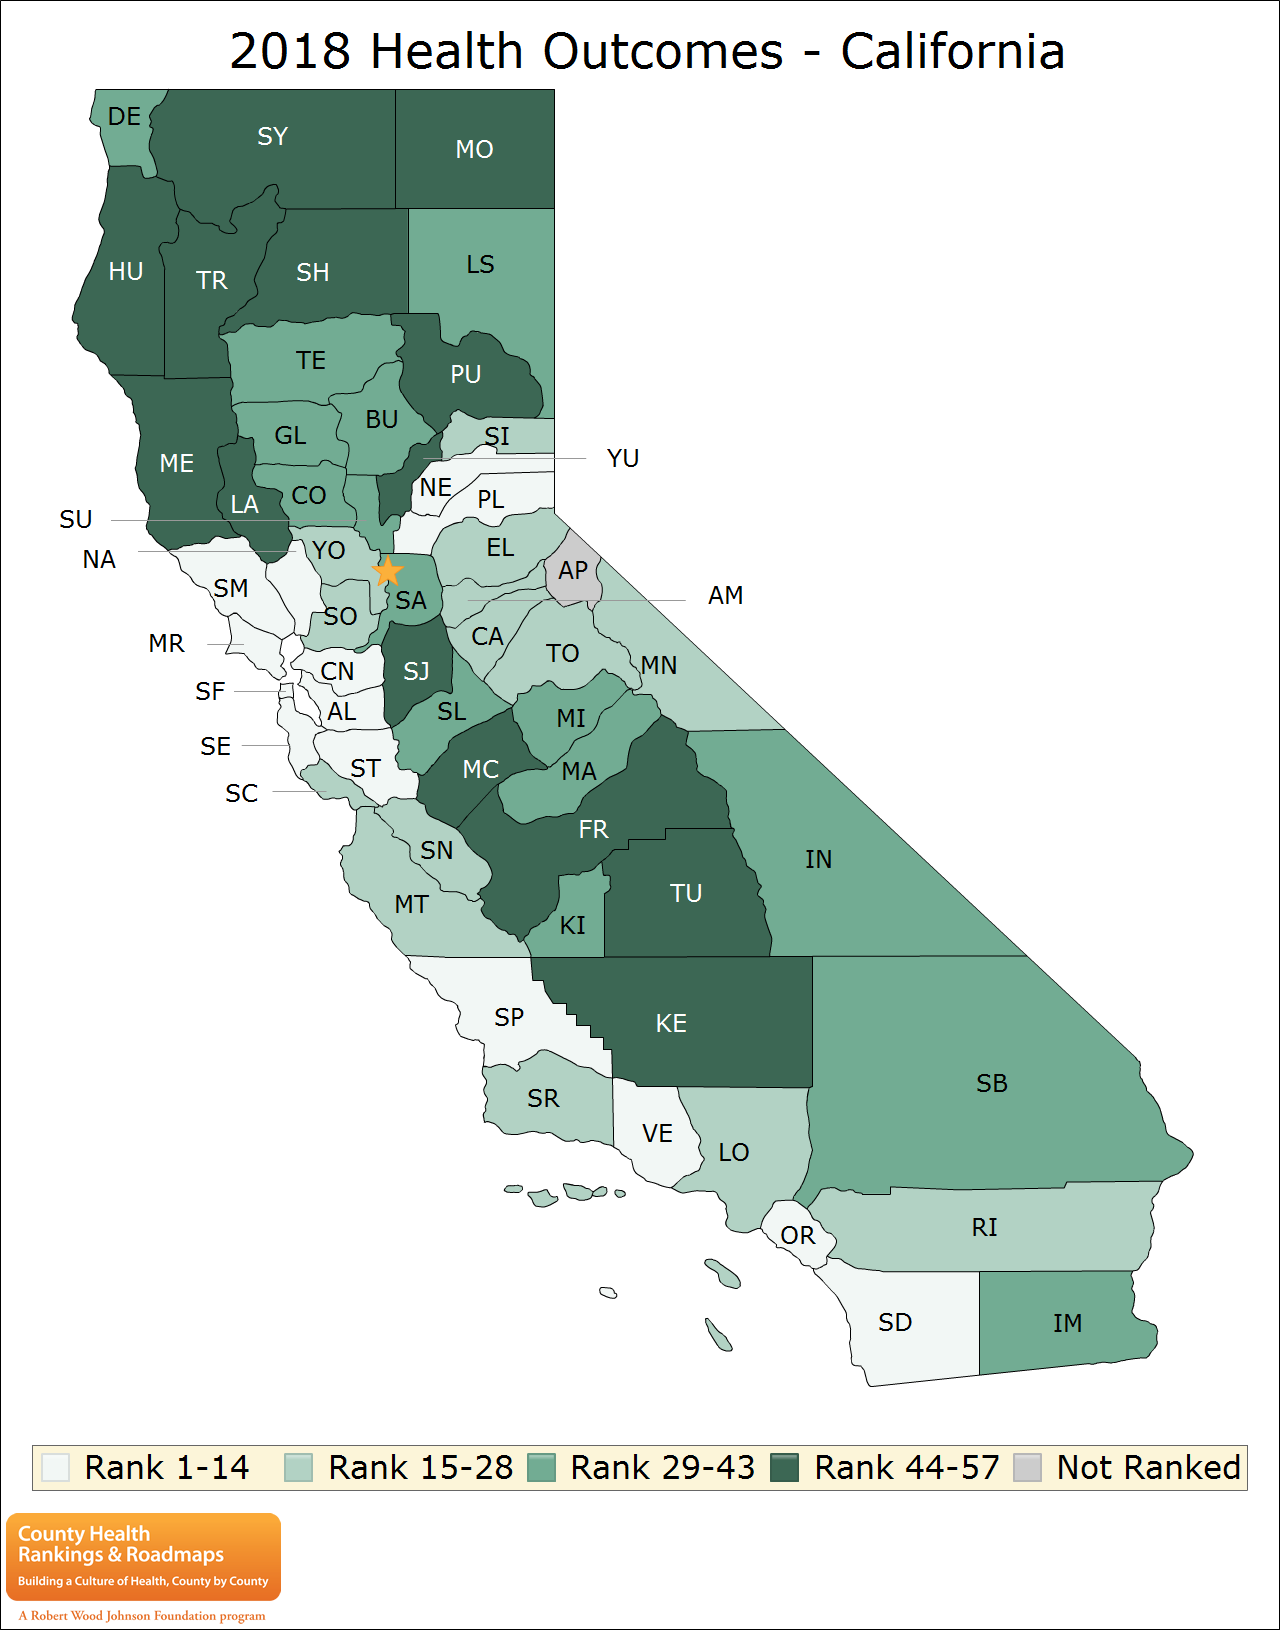 2018 Health Outcomes - California
DE
SY
MO
HU
TR
SH
LS
TE
PU
BU
GL
SI
ME
YU
NE
CO
PL
LA
SU
EL
YO
NA
AP
SM
AM
SA
SO
CA
MR
TO
MN
CN
SJ
SF
AL
SL
MI
SE
ST
MC
MA
SC
FR
SN
IN
TU
MT
KI
SP
KE
SB
SR
VE
LO
RI
OR
SD
IM
Rank 1-14 Rank 15-28 Rank 29-43 Rank 44-57 Not Ranked
County Health
Rankings & Roadmaps
Building a Culture of Health, County by County
A Robert Wood Johnson Foundation program